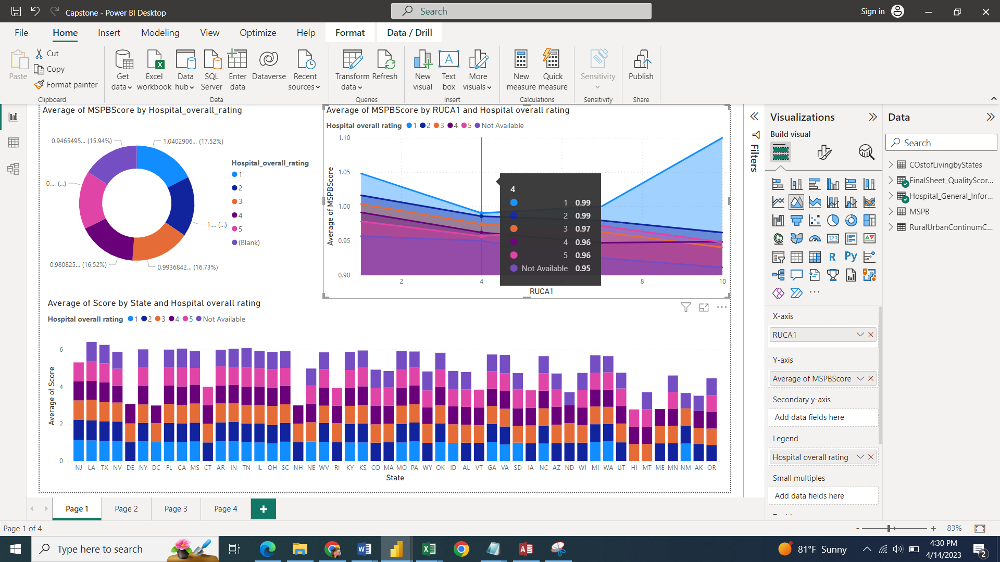 Capstone - Power BI Desktop
Search
Sign in
File Home Insert Modeling View Optimize Help Format Data / Drill
Paste
Cut
Copy
Format painter
Clipboard
Get data
Excel workbook
Data hub
SQL Server
Enter data
Dataverse
Recent sources
Data
Transform data
Refresh
Queries
New visual
Text box
More visuals
Insert
New measure
Quick measure
Calculations
Sensitivity
Sensitivity
Publish
Share
Average of MSPBScore by Hospital_overall_rating
0.9465495... (15.94%)
1.0402906... (17.52%)
0.... (...)
1.... (...)
0.980825... (16.52%)
0.9936842... (16.73%)
Hospital_overall_rating
1
2
3
4
5
(Blank)
Average of MSPBScore by RUCA1 and Hospital overall rating
Hospital overall rating 1 2 3 4 5 Not Available
Average of MSPBScore
1.10
1.05
1.00
0.95
0.90
2 4 6 8 10
RUCA1
4
1 0.99
2 0.99
3 0.97
4 0.96
5 0.96
Not Available 0.95
Average of Score by State and Hospital overall rating
Hospital overall rating 1 2 3 4 5 Not Available
Average of Score
6
4
2
0
NJ LA TX NV DE NY DC FL CA MS CT AR IN TN IL OH SC NH NE WV RI KY KS CO MA MO PA WY OK ID AL VT GA VA SD IA NC AZ ND WI MI WA UT HI MT ME MN NM AK OR
State
Filters
Visualizations
Build visual
R
Py
123
X-axis
RUCA1
Y-axis
Average of MSPBScore
Secondary y-axis
Add data fields here
Legend
Hospital overall rating
Small multiples
Add data fields here
Data
Search
COstofLivingbyStates
FinalSheet_QualityScor...
Hospital_General_Infor...
MSPB
RuralUrbanContinumC...
Page 1 Page 2 Page 3 Page 4 +
Page 1 of 4
- + 83%
Type here to search
81°F Sunny
4:30 PM
4/14/2023
2